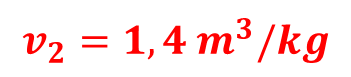 v₂ = 1,4 m³/kg